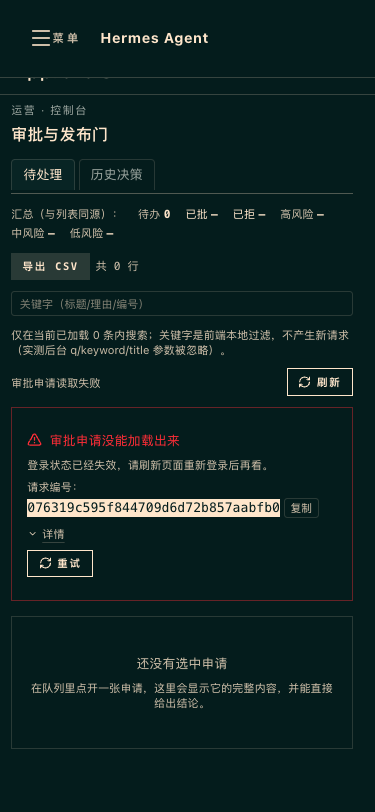 菜单
Hermes Agent
运营 · 控制台
审批与发布门
待处理
历史决策
汇总（与列表同源）： 待办 0 已批 — 已拒 — 高风险 —
中风险 — 低风险 —
导出 CSV 共 0 行
关键字（标题/理由/编号）
仅在当前已加载 0 条内搜索；关键字是前端本地过滤，不产生新请求
（实测后台 q/keyword/title 参数被忽略）。
审批申请读取失败
刷新
审批申请没能加载出来
登录状态已经失效，请刷新页面重新登录后再看。
请求编号：
076319c595f844709d6d72b857aabfb0 复制
详情
重试
还没有选中申请
在队列里点开一张申请，这里会显示它的完整内容，并能直接
给出结论。